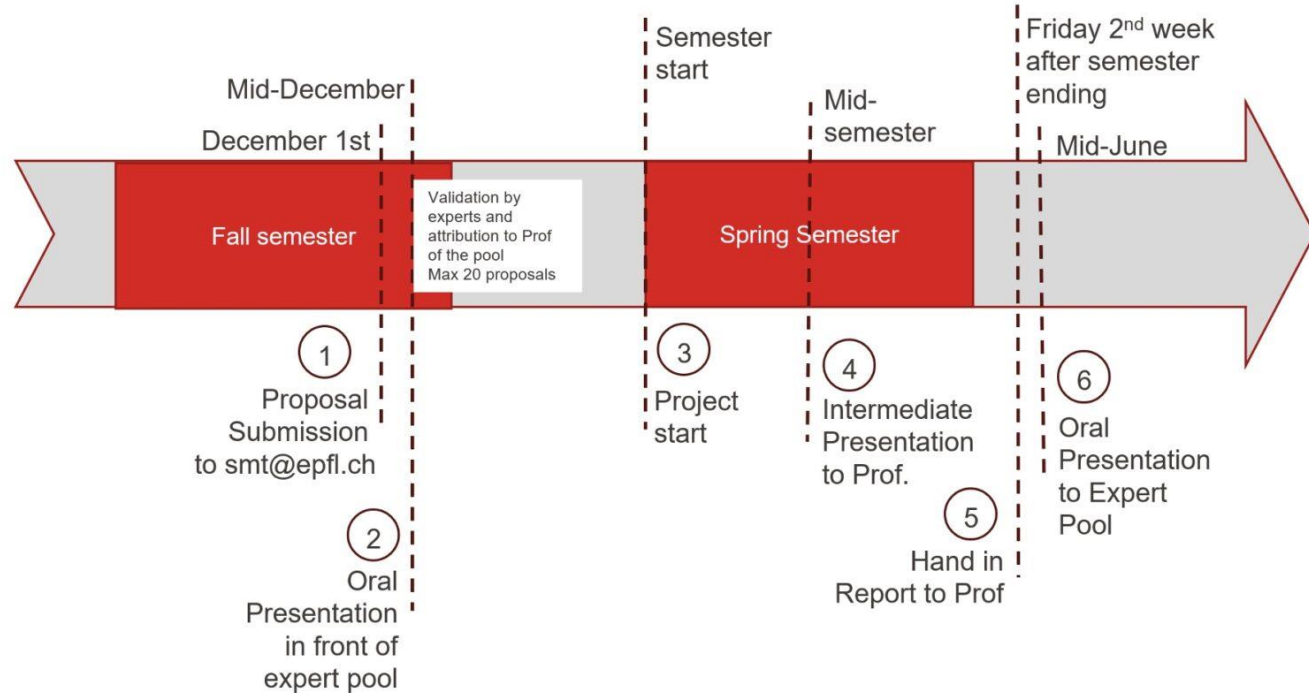 Mid-December
December 1st
Semester
start
Mid-
semester
Friday 2nd week
after semester
ending
Mid-June
Fall semester
Validation by
experts and
attribution to Prof
of the pool
Max 20 proposals
Spring Semester
1
Proposal
Submission
to smt@epfl.ch
2
Oral
Presentation
in front of
expert pool
3
Project
start
4
Intermediate
Presentation
to Prof.
5
Hand in
Report to Prof
6
Oral
Presentation
to Expert
Pool